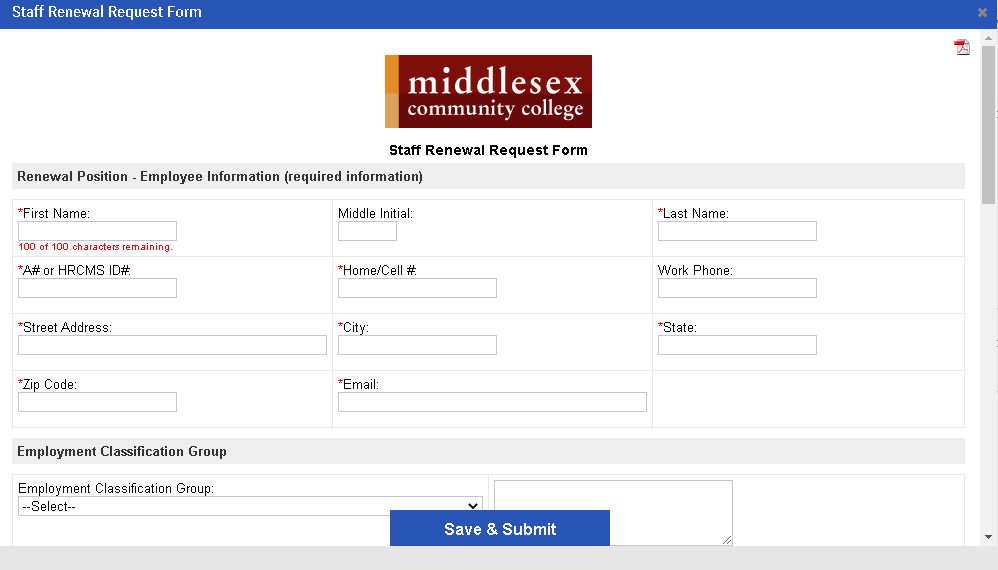 Staff Renewal Request Form
middlesex
community college
Staff Renewal Request Form
Renewal Position - Employee Information (required information)
*First Name: Middle Initial: *Last Name:
100 of 100 characters remaining.
*A# or HRCMS ID#: *Home/Cell #: Work Phone:
*Street Address: *City: *State:
*Zip Code: *Email:
Employment Classification Group
Employment Classification Group:
--Select--
Save & Submit